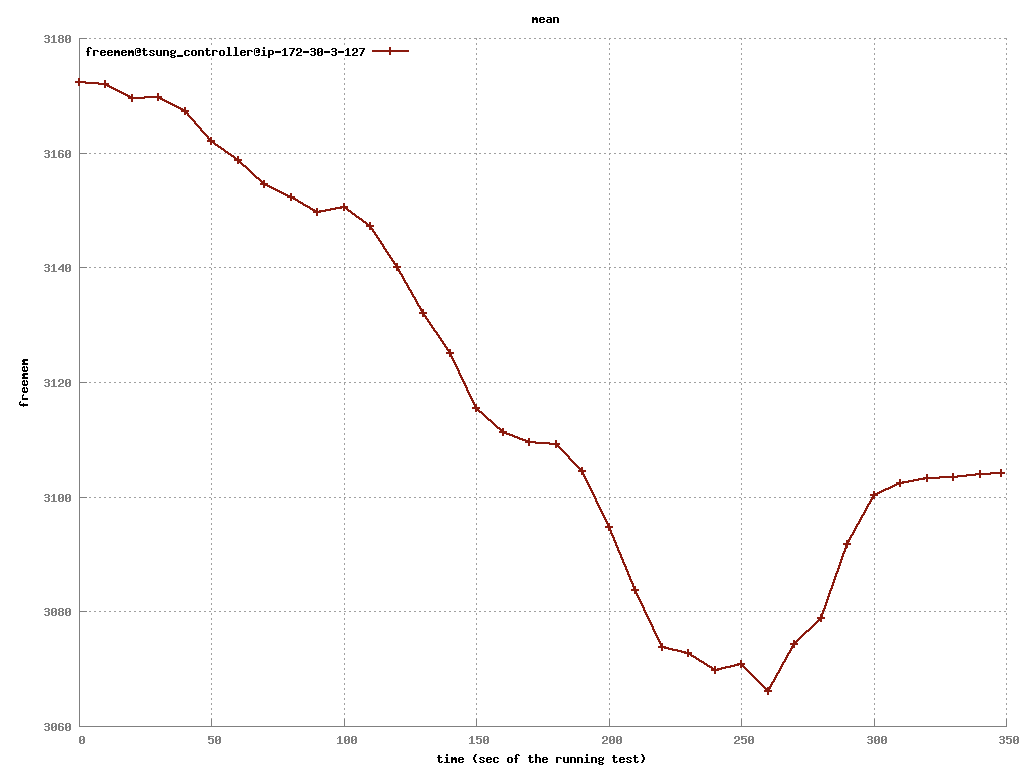 mean
3180
freemem@tsung_controller@ip-172-30-3-127
3160
3140
3120
3100
3080
3060
freemem
0 50 100 150 200 250 300 350
time (sec of the running test)